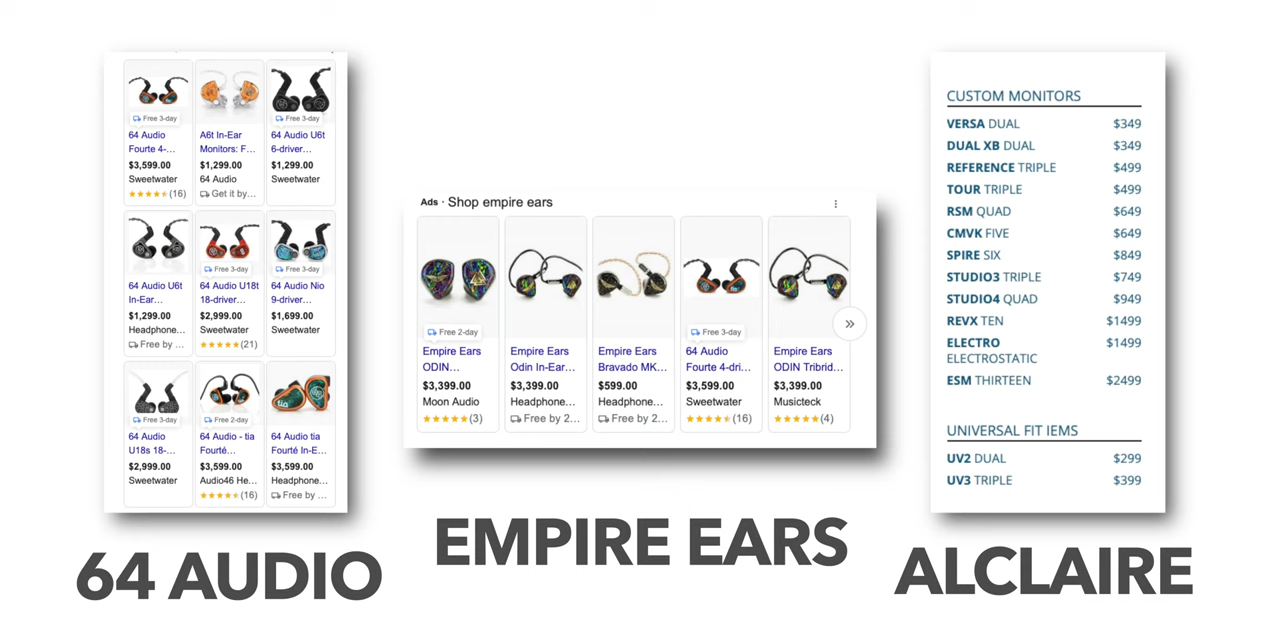 Free 3-day
Free 3-day
64 Audio
Fourte 4-...
$3,599.00
Sweetwater
(16)
A6t In-Ear
Monitors: F...
$1,299.00
64 Audio
Get it by...
64 Audio U6t
6-driver...
$1,299.00
Sweetwater
Free 3-day
Free 3-day
64 Audio U6t
In-Ear...
$1,299.00
Headphone...
Free by ...
64 Audio U18t
18-driver...
$2,999.00
Sweetwater
(21)
64 Audio Nio
9-driver...
$1,699.00
Sweetwater
Free 3-day
Free 2-day
64 Audio
U18s 18-...
$2,999.00
Sweetwater
64 Audio - tia
Fourté...
$3,599.00
Audio46 He...
(16)
tia
64 Audio tia
Fourté In-E...
$3,599.00
Headphone...
Free by ...
64 AUDIO
Ads · Shop empire ears
Free 2-day
Empire Ears
ODIN...
$3,399.00
Moon Audio
(3)
Empire Ears
Odin In-Ear...
$3,399.00
Headphone...
Free by 2...
Empire Ears
Bravado MK...
$599.00
Headphone...
Free by 2...
Free 3-day
64 Audio
Fourte 4-dri...
$3,599.00
Sweetwater
(16)
Empire Ears
ODIN Tribrid...
$3,399.00
Musicteck
(4)
EMPIRE EARS
CUSTOM MONITORS
VERSA DUAL $349
DUAL XB DUAL $349
REFERENCE TRIPLE $499
TOUR TRIPLE $499
RSM QUAD $649
CMVK FIVE $649
SPIRE SIX $849
STUDIO3 TRIPLE $749
STUDIO4 QUAD $949
REVX TEN $1499
ELECTRO $1499
ELECTROSTATIC
ESM THIRTEEN $2499
UNIVERSAL FIT IEMS
UV2 DUAL $299
UV3 TRIPLE $399
ALCLAIRE